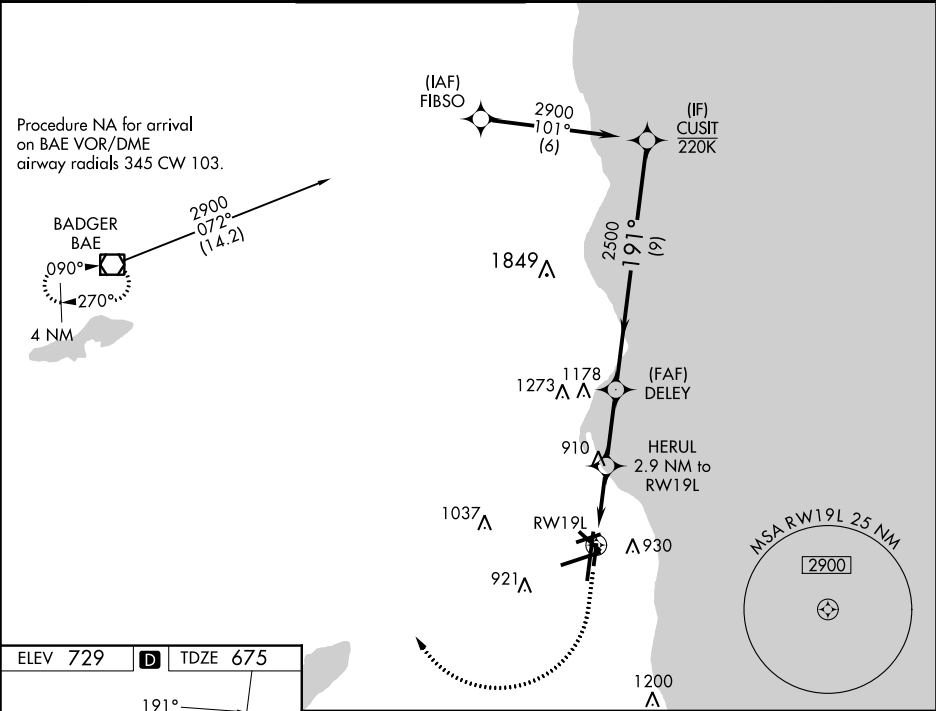 Procedure NA for arrival
on BAE VOR/DME
airway radials 345 CW 103.
(IAF)
FIBSO
2900
101°
(6)
(IF)
CUSIT
220K
2900
072°
(14.2)
BADGER
BAE
090°
270°
4 NM
2500
191°
(9)
1849
1273
1178
(FAF)
DELEY
910
HERUL
2.9 NM to
RW19L
1037
RW19L
930
921
MSA RW19L 25 NM
2900
1200
ELEV 729 D TDZE 675
191°